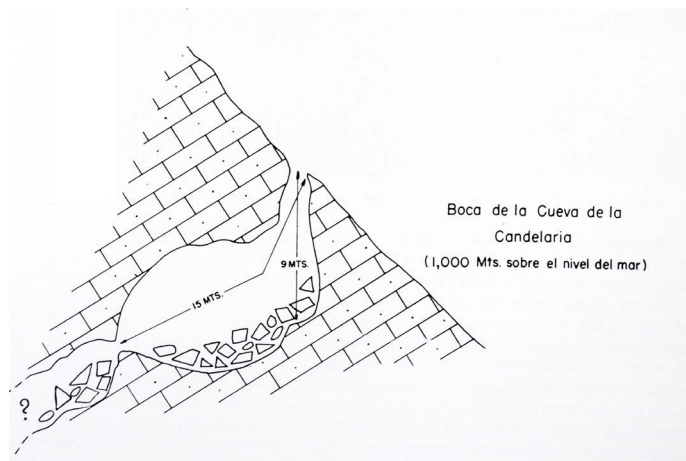 Boca de la Cueva de la
Candelaria
(1,000 Mts. sobre el nivel del mar)
9 MTS.
15 MTS.
?